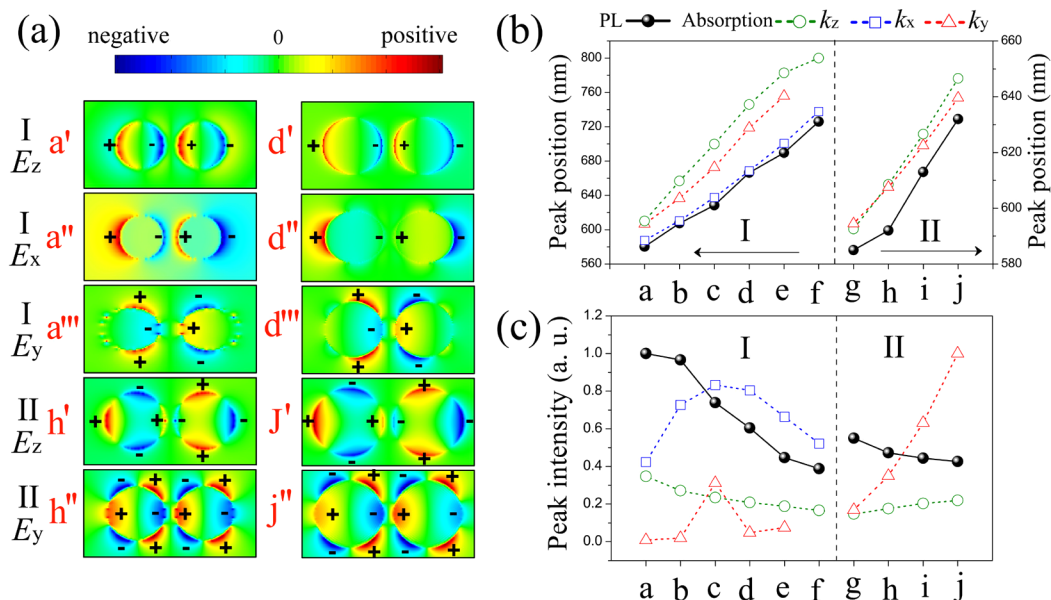 (a)
negative 0 positive
I
Ez
a'
+ - + -
d'
+ - + -
I
Ex
a''
+ - + -
d''
+ - + -
I
Ey
a'''
+ -
- +
+ -
d'''
+ -
- +
+ -
II
Ez
h'
- +
+ - + -
- +
J'
- +
+ - + -
- +
II
Ey
h''
- + - +
+ - + -
- + - +
j''
- + - +
+ - + -
- + - +
PL Absorption kz kx ky
(b)
Peak position (nm)
800
760
720
680
640
600
560
I
II
660
640
620
600
580
Peak position (nm)
a b c d e f g h i j
(c)
Peak intensity (a. u.)
1.2
1.0
0.8
0.6
0.4
0.2
0.0
I
II
a b c d e f g h i j